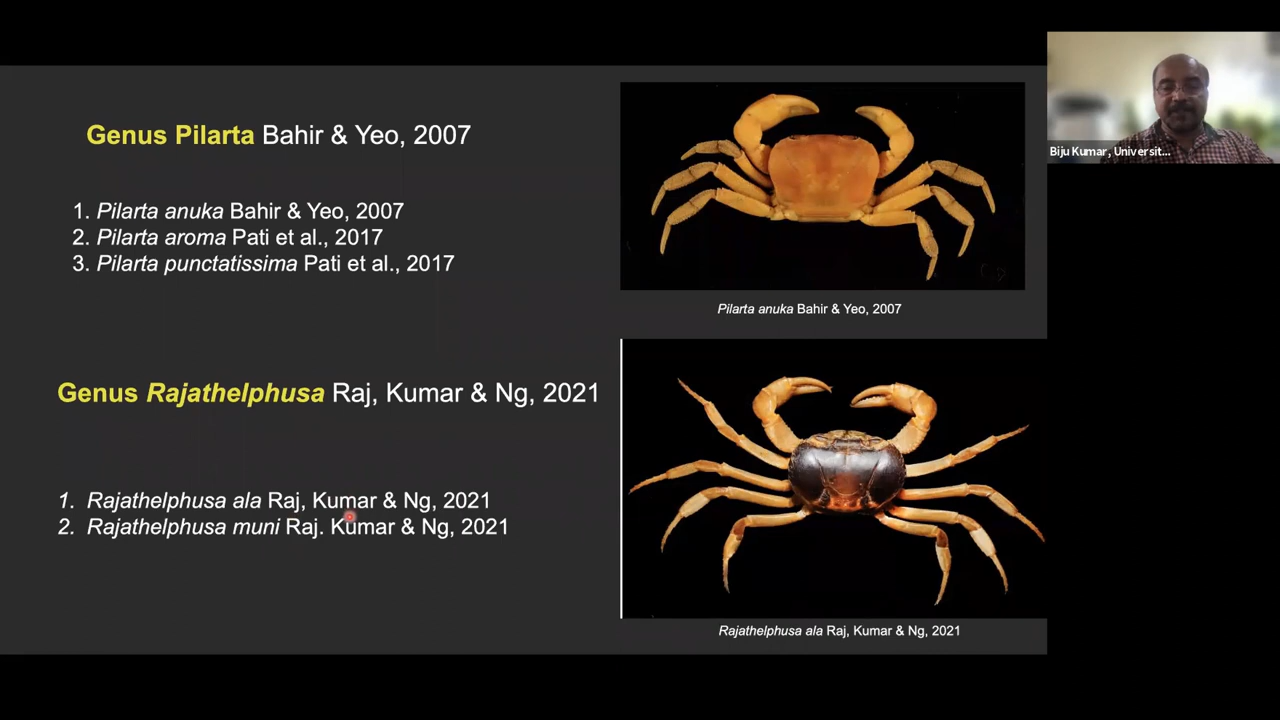 Genus Pilarta Bahir & Yeo, 2007
1. Pilarta anuka Bahir & Yeo, 2007
2. Pilarta aroma Pati et al., 2017
3. Pilarta punctatissima Pati et al., 2017
Pilarta anuka Bahir & Yeo, 2007
Genus Rajathelphusa Raj, Kumar & Ng, 2021
1. Rajathelphusa ala Raj, Kumar & Ng, 2021
2. Rajathelphusa muni Raj. Kumar & Ng, 2021
Rajathelphusa ala Raj, Kumar & Ng, 2021
Biju Kumar, Universit...